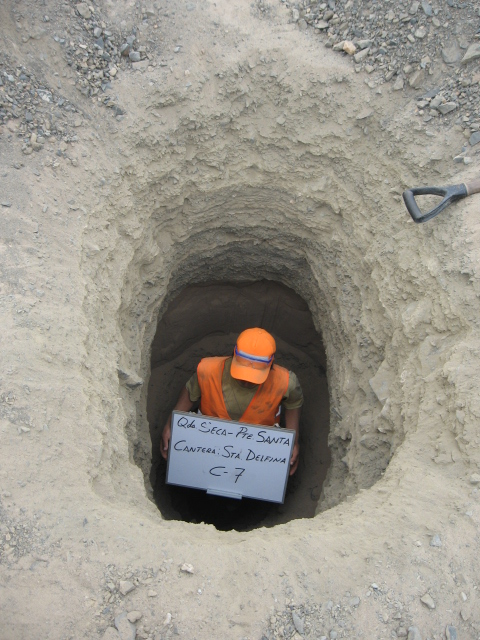 Qda SECA - Pte SANTA
CANTERA: Sta DELFINA
C-7